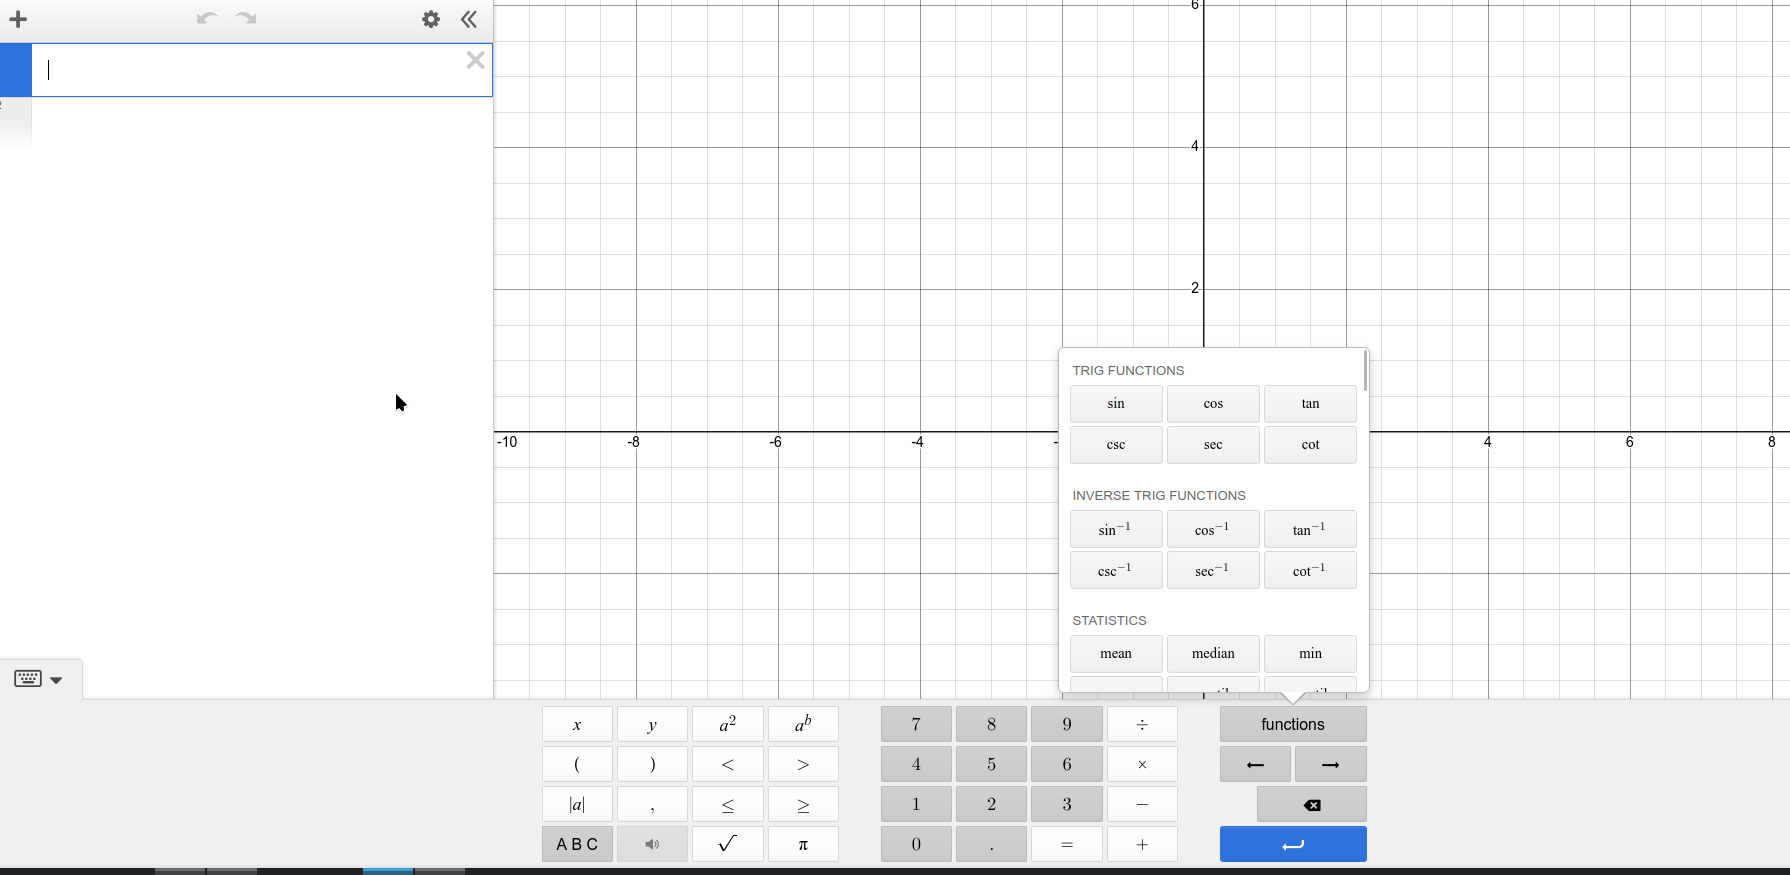 6
4
2
-10 -8 -6 -4 4 6 8
TRIG FUNCTIONS
sin cos tan
csc sec cot
INVERSE TRIG FUNCTIONS
sin⁻¹ cos⁻¹ tan⁻¹
csc⁻¹ sec⁻¹ cot⁻¹
STATISTICS
mean median min
x y a² aᵇ 7 8 9 ÷ functions
( ) < > 4 5 6 × ← →
|a| , ≤ ≥ 1 2 3 −
A B C √ π 0 . = +